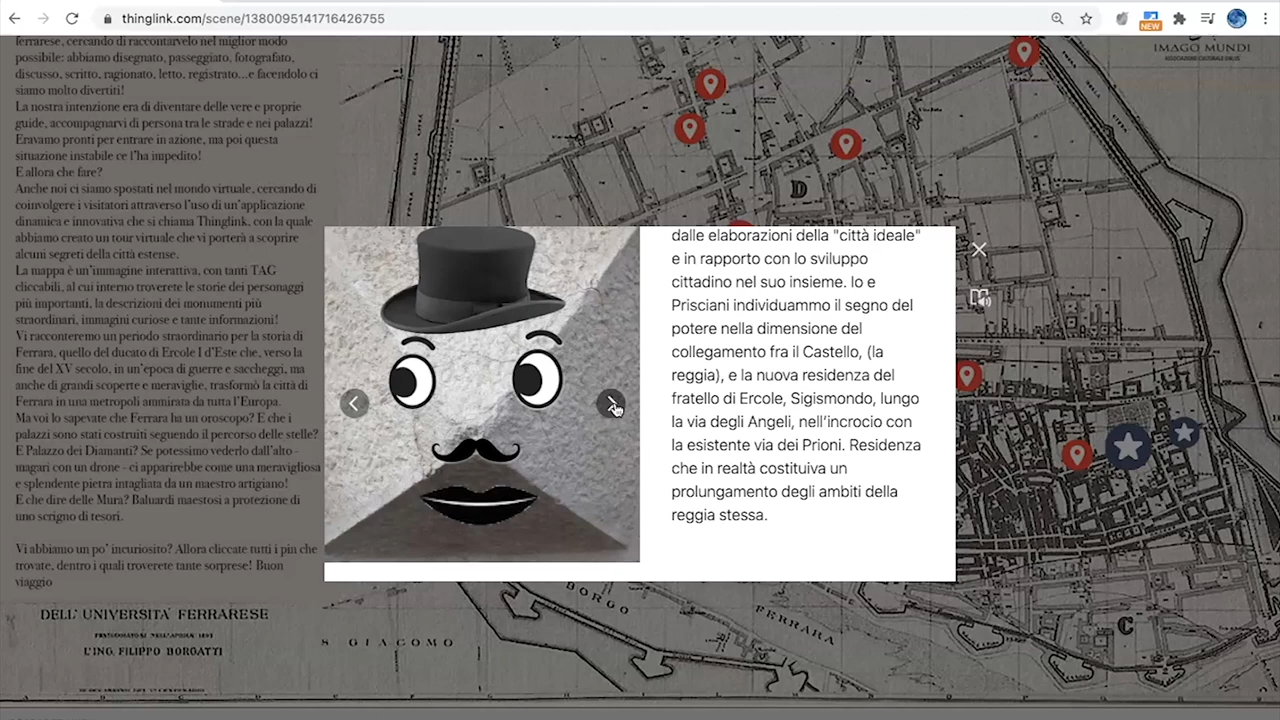 thinglink.com/scene/1380095141716426755
NEW
ferrarese, cercando di raccontarvelo nel miglior modo
possibile: abbiamo disegnato, passeggiato, fotografato,
discusso, scritto, ragionato, letto, registrato...e facendolo ci
siamo molto divertiti!
La nostra intenzione era di diventare delle vere e proprie
guide, accompagnarvi di persona tra le strade e nei palazzi!
Eravamo pronti per entrare in azione, ma poi questa
situazione instabile ce l'ha impedito!
E allora che fare?
Anche noi ci siamo spostati nel mondo virtuale, cercando di
coinvolgere i visitatori attraverso l'uso di un'applicazione
dinamica e innovativa che si chiama Thinglink, con la quale
abbiamo creato un tour virtuale che vi porterà a scoprire
alcuni segreti della città estense.
La mappa è un'immagine interattiva, con tanti TAG
cliccabili, al cui interno troverete le storie dei personaggi
più importanti, la descrizioni dei monumenti più
straordinari, immagini curiose e tante informazioni!
Vi racconteremo un periodo straordinario per la storia di
Ferrara, quello del ducato di Ercole I d'Este che, verso la
fine del XV secolo, in un'epoca di guerre e saccheggi, ma
anche di grandi scoperte e meraviglie, trasformò la città di
Ferrara in una metropoli ammirata da tutta l'Europa.
Ma voi lo sapevate che Ferrara ha un oroscopo? E che i
palazzi sono stati costruiti seguendo il percorso delle stelle?
E Palazzo dei Diamanti? Se potessimo vederlo dall'alto -
magari con un drone - ci apparirebbe come una meravigliosa
e splendente pietra intagliata da un maestro artigiano!
E che dire delle Mura? Baluardi maestosi a protezione di
uno scrigno di tesori.
Vi abbiamo un po' incuriosito? Allora cliccate tutti i pin che
trovate, dentro i quali troverete tante sorprese! Buon
viaggio
DELL' UNIVERSITA' FERRARESE
L'ING. FILIPPO BORGATTI
IMAGO MUNDI
D
dalle elaborazioni della "città ideale"
e in rapporto con lo sviluppo
cittadino nel suo insieme. Io e
Prisciani individuammo il segno del
potere nella dimensione del
collegamento fra il Castello, (la
reggia), e la nuova residenza del
fratello di Ercole, Sigismondo, lungo
la via degli Angeli, nell'incrocio con
la esistente via dei Prioni. Residenza
che in realtà costituiva un
prolungamento degli ambiti della
reggia stessa.
BORGO
FERRARA
S GIACOMO
C